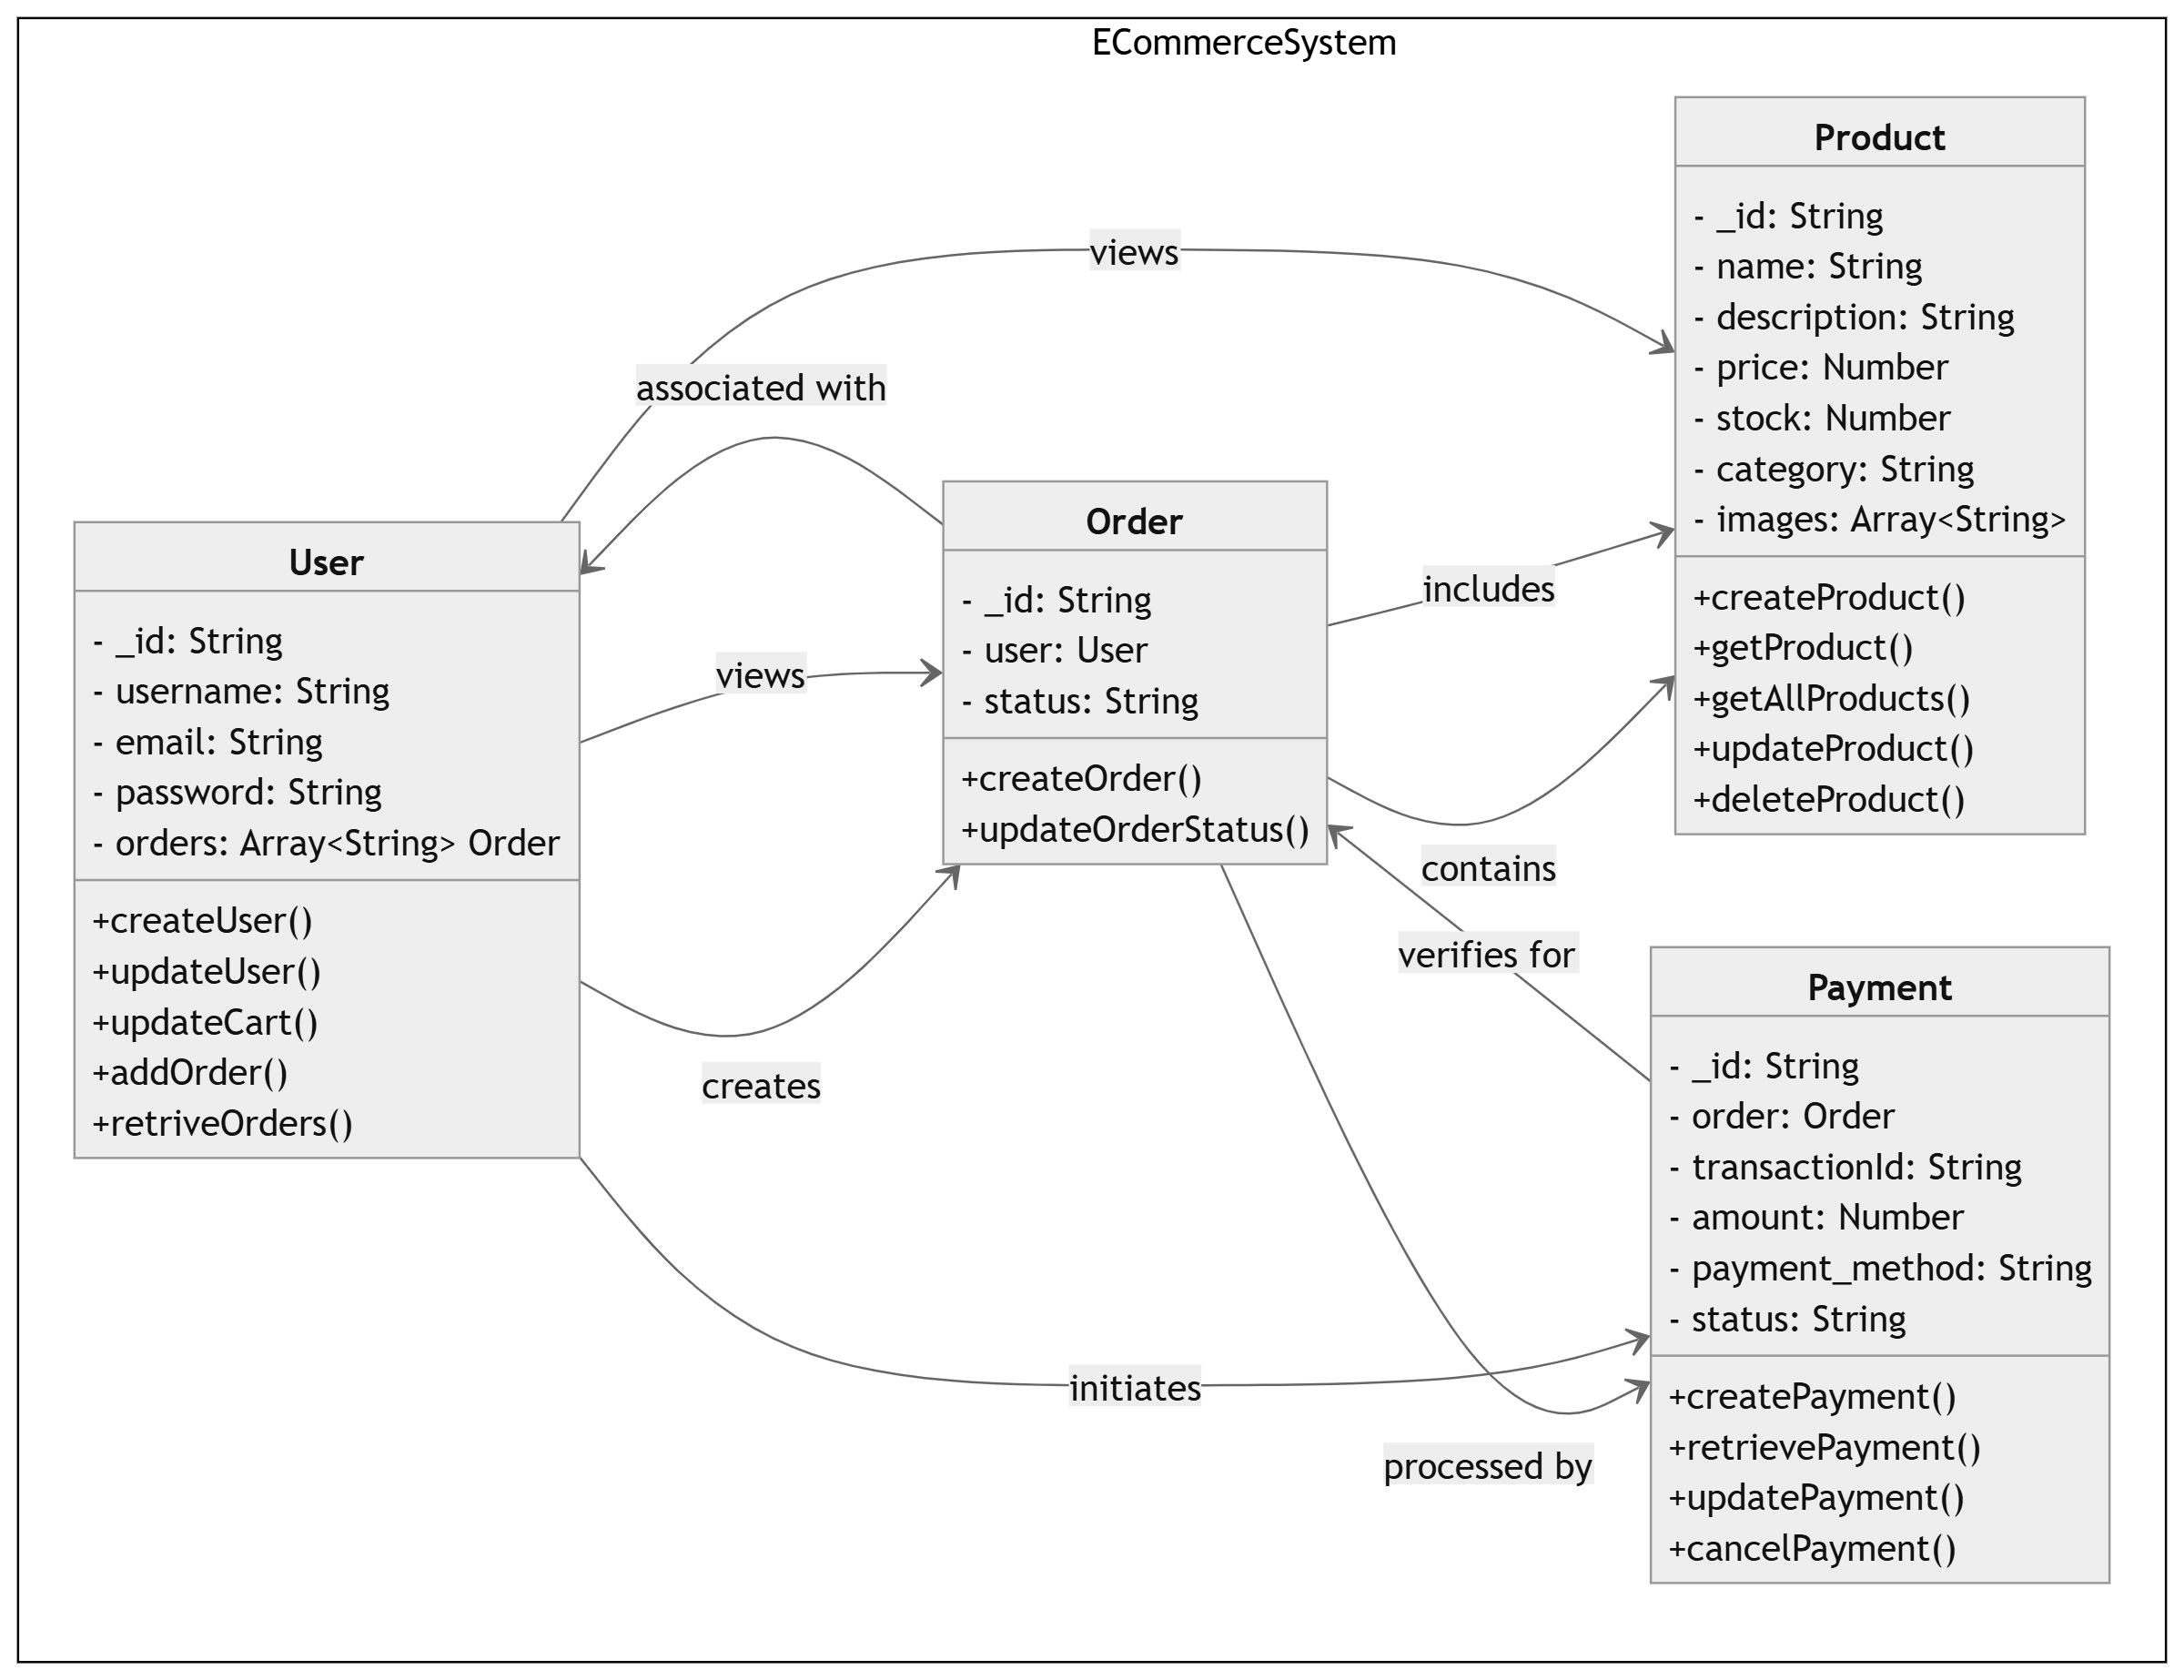 ECommerceSystem
Product
- _id: String
- name: String
- description: String
- price: Number
- stock: Number
- category: String
- images: Array<String>
+createProduct()
+getProduct()
+getAllProducts()
+updateProduct()
+deleteProduct()
views
associated with
User
- _id: String
- username: String
- email: String
- password: String
- orders: Array<String> Order
+createUser()
+updateUser()
+updateCart()
+addOrder()
+retriveOrders()
views
creates
Order
- _id: String
- user: User
- status: String
+createOrder()
+updateOrderStatus()
includes
contains
verifies for
initiates
processed by
Payment
- _id: String
- order: Order
- transactionId: String
- amount: Number
- payment_method: String
- status: String
+createPayment()
+retrievePayment()
+updatePayment()
+cancelPayment()